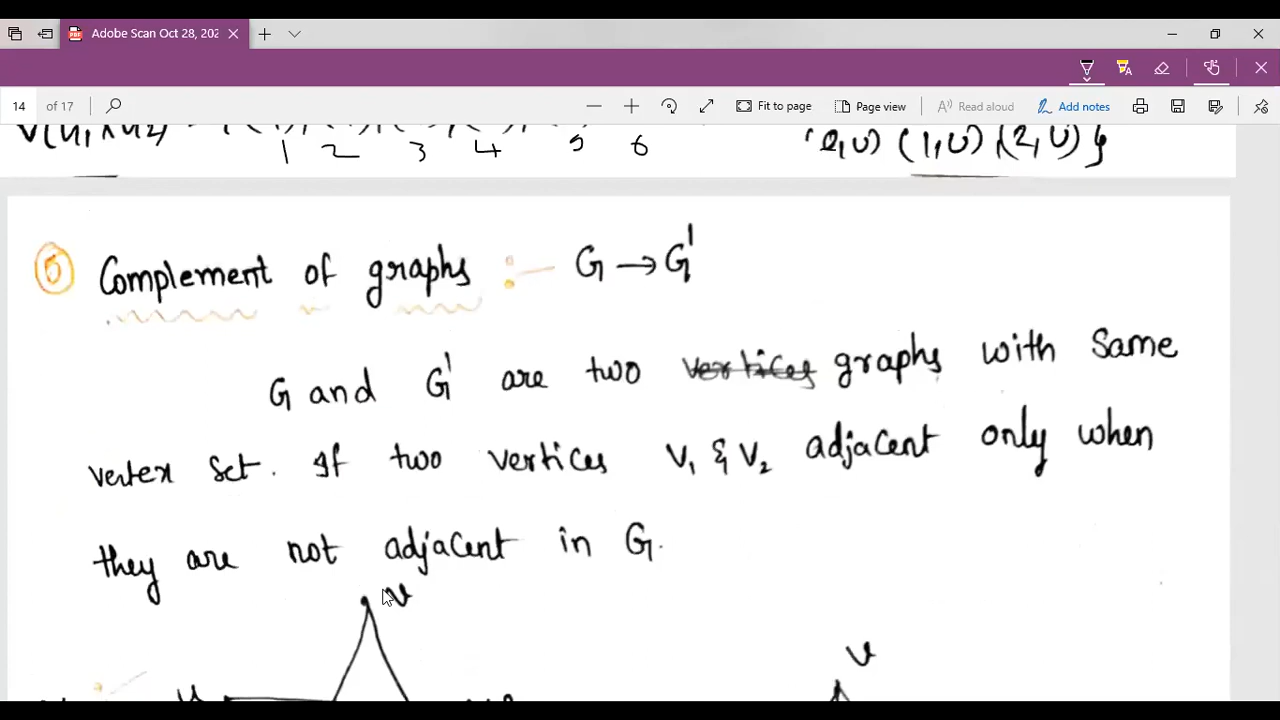 Adobe Scan Oct 28, 202
14 of 17
Fit to page
Page view
Read aloud
Add notes
1 2 3 4 5 6
(1,v) (2,v)}
6 Complement of graphs :- G → G'
G and G' are two vertices graphs with same
vertex set. If two vertices V1 & V2 adjacent only when
they are not adjacent in G.
v
v